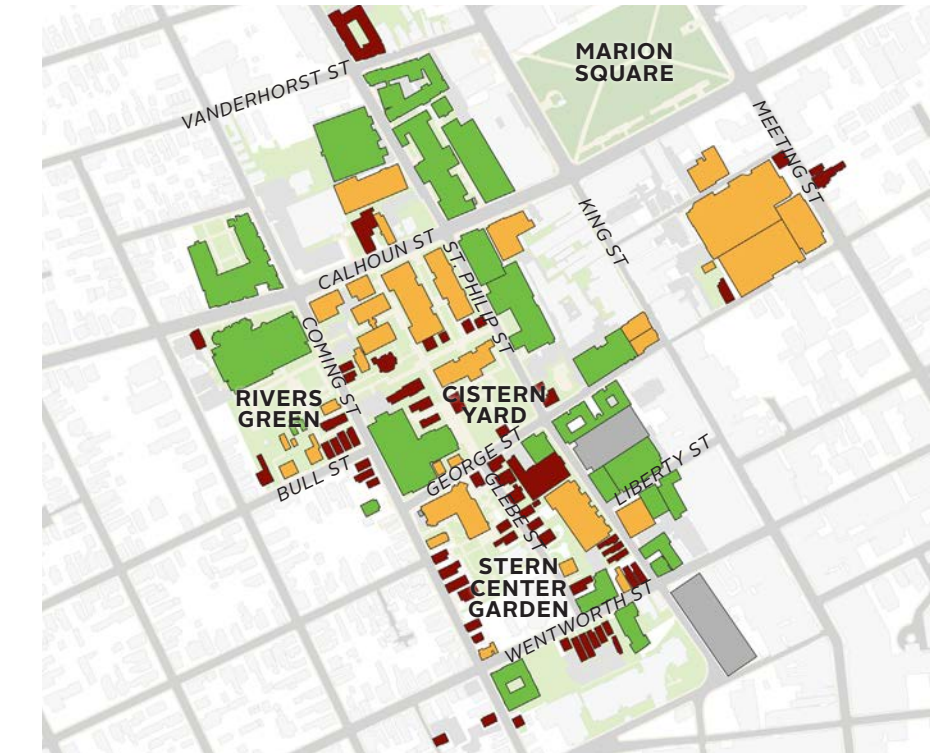 MARION
SQUARE
VANDERHORST ST
MEETING ST
KING ST
CALHOUN ST
ST. PHILIP ST
COMING ST
RIVERS
GREEN
CISTERN
YARD
GEORGE ST
BULL ST
LIBERTY ST
GLEBE ST
STERN
CENTER
GARDEN
WENTWORTH ST